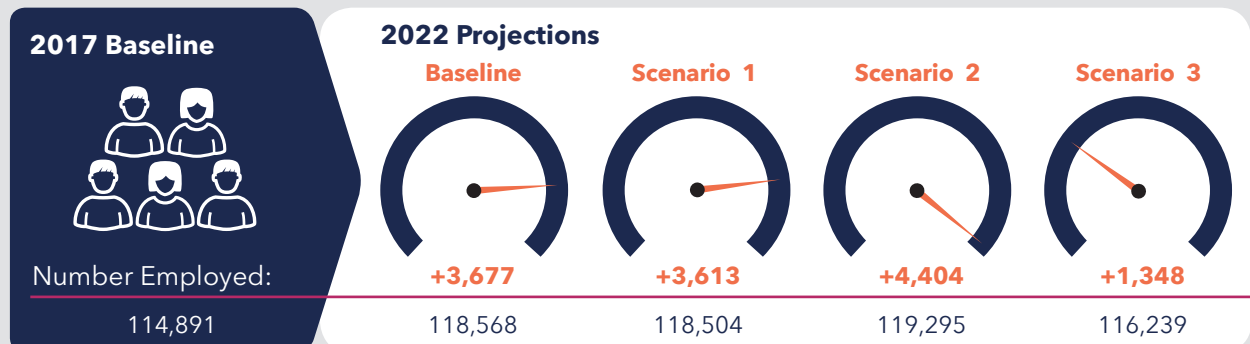 2017 Baseline
2022 Projections
Baseline Scenario 1 Scenario 2 Scenario 3
Number Employed: +3,677 +3,613 +4,404 +1,348
114,891 118,568 118,504 119,295 116,239